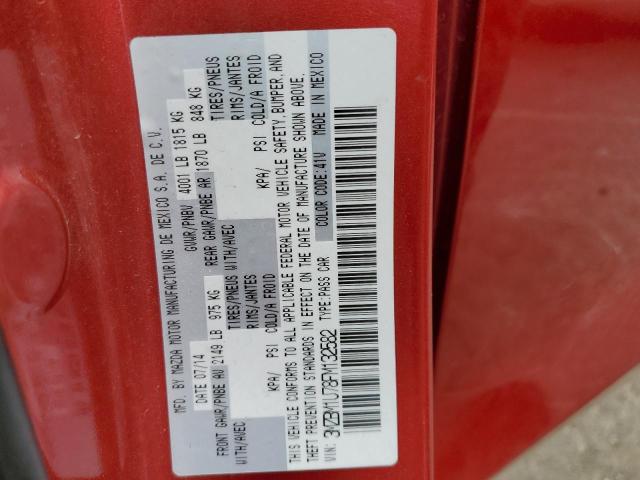 MFD. BY MAZDA MOTOR MANUFACTURING DE MEXICO S.A. DE C.V.
DATE 07/14 GVWR/PNBV 4001 LB 1815 KG
FRONT GAWR/PNBE AV 2149 LB 975 KG REAR GAWR/PNBE AR 1870 LB 848 KG
WITH/AVEC TIRES/PNEUS WITH/AVEC TIRES/PNEUS
RIMS/JANTES RIMS/JANTES
KPA/ PSI COLD/A FROID KPA/ PSI COLD/A FROID
THIS VEHICLE CONFORMS TO ALL APPLICABLE FEDERAL MOTOR VEHICLE SAFETY, BUMPER, AND
THEFT PREVENTION STANDARDS IN EFFECT ON THE DATE OF MANUFACTURE SHOWN ABOVE.
VIN: 3MZBM1U78FM132582 TYPE:PASS CAR COLOR CODE:41V MADE IN MEXICO